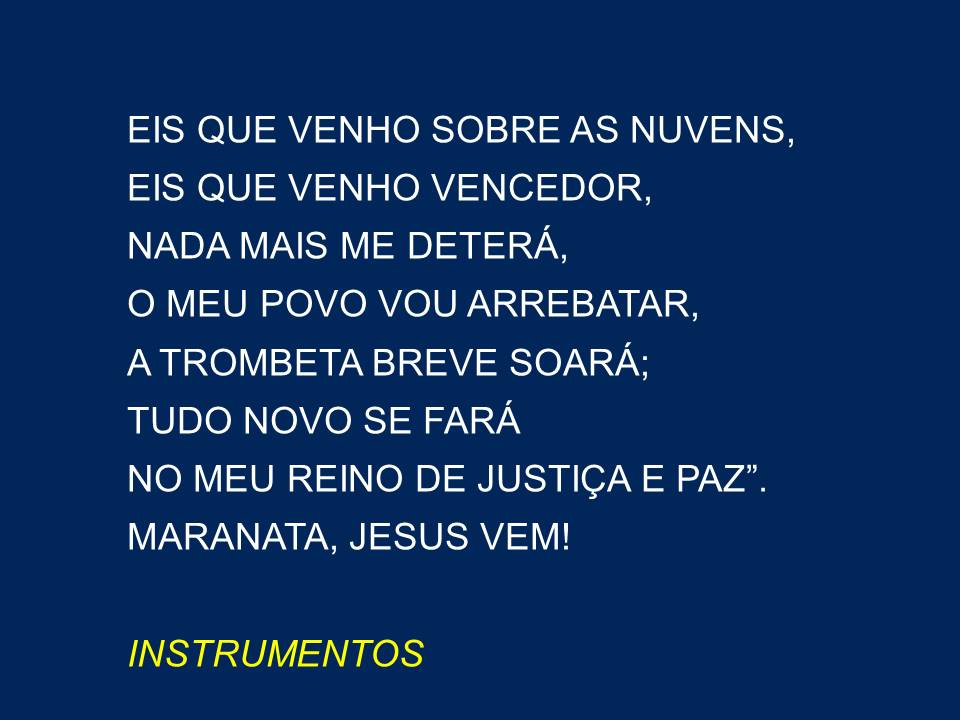 EIS QUE VENHO SOBRE AS NUVENS,
EIS QUE VENHO VENCEDOR,
NADA MAIS ME DETERÁ,
O MEU POVO VOU ARREBATAR,
A TROMBETA BREVE SOARÁ;
TUDO NOVO SE FARÁ
NO MEU REINO DE JUSTIÇA E PAZ”.
MARANATA, JESUS VEM!
INSTRUMENTOS